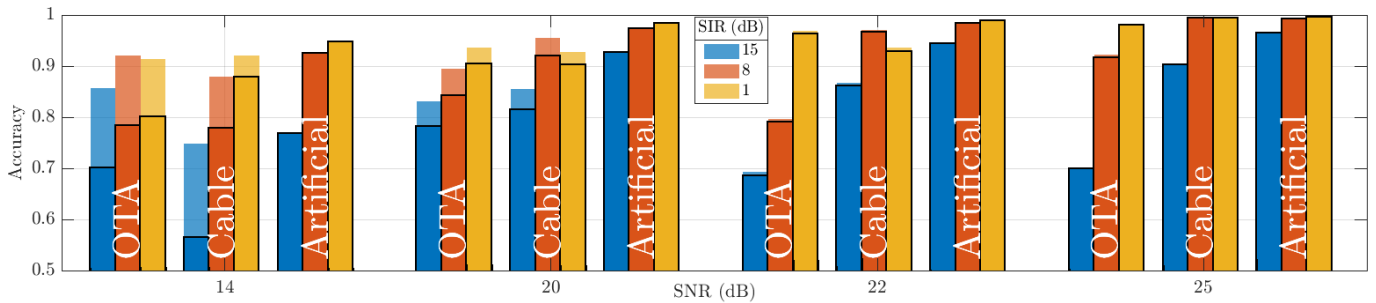 1
0.9
0.8
0.7
0.6
0.5
Accuracy
SIR (dB)
15
8
1
OTA
Cable
Artificial
OTA
Cable
Artificial
OTA
Cable
Artificial
OTA
Cable
Artificial
14
20
22
25
SNR (dB)